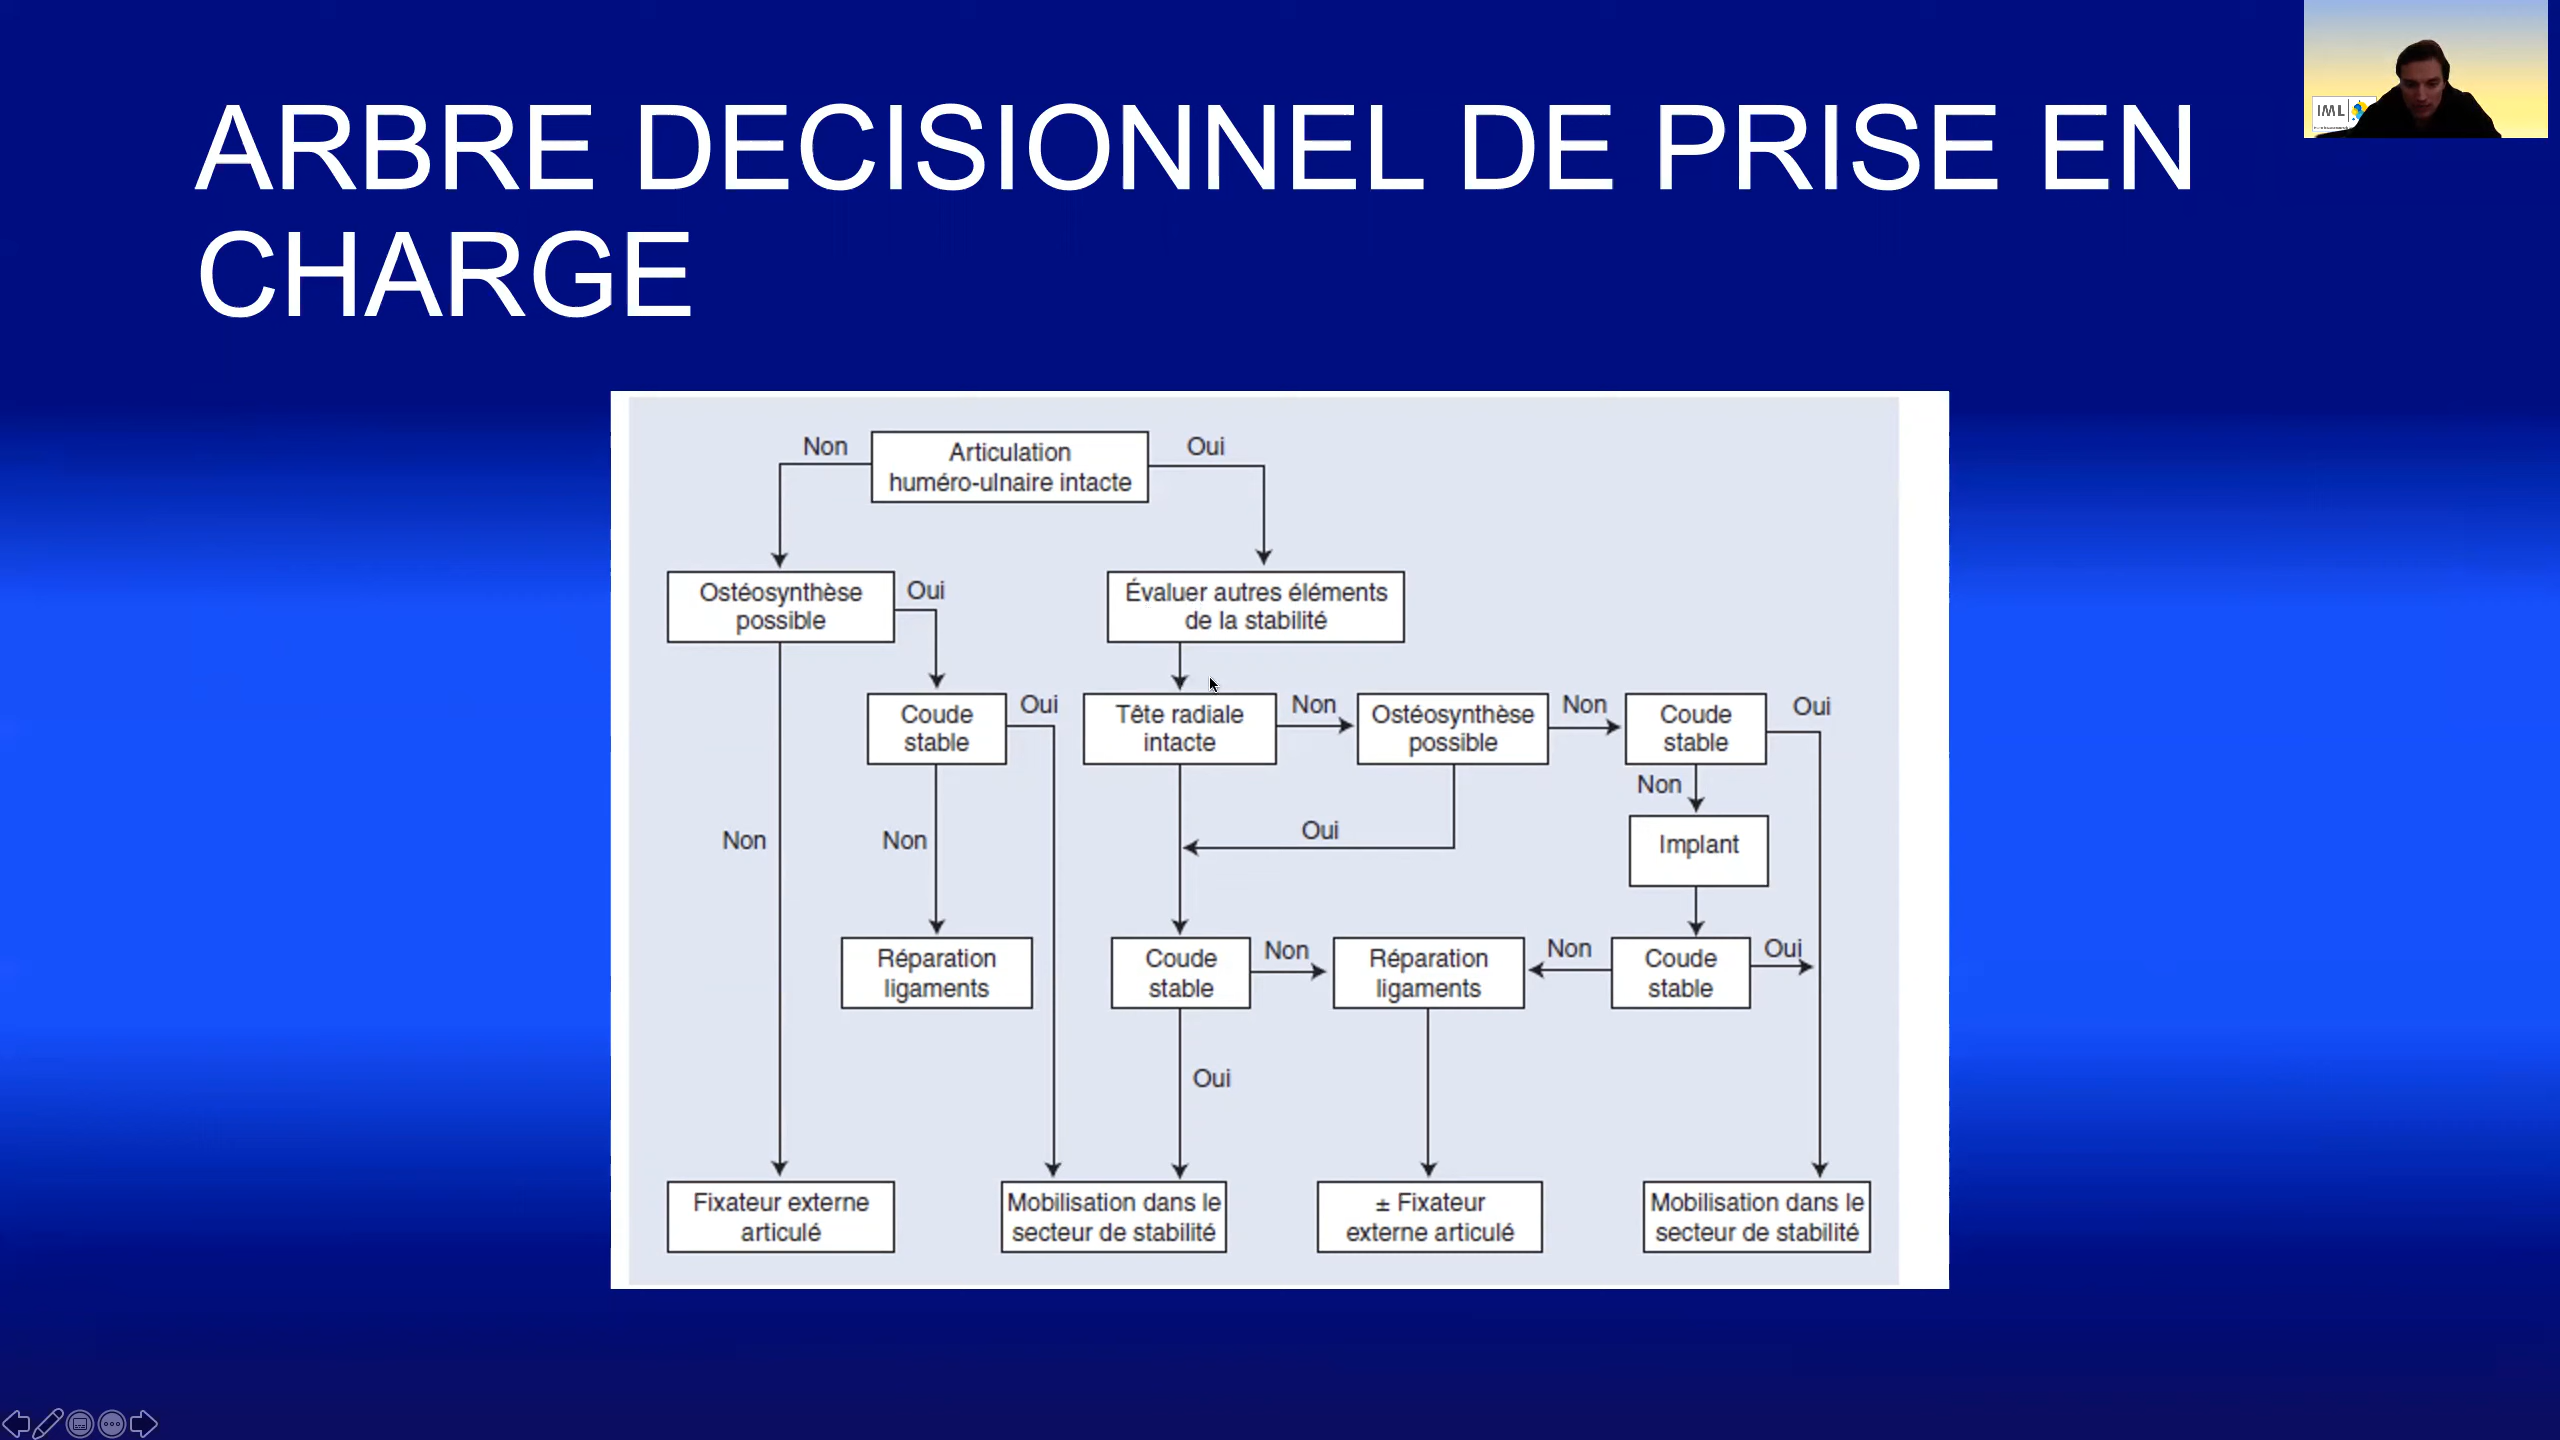 ARBRE DECISIONNEL DE PRISE EN
CHARGE
IML
Non
Articulation
huméro-ulnaire intacte
Oui
Ostéosynthèse
possible
Oui
Évaluer autres éléments
de la stabilité
Coude
stable
Oui
Tête radiale
intacte
Non
Ostéosynthèse
possible
Non
Coude
stable
Oui
Non
Implant
Non
Non
Oui
Réparation
ligaments
Coude
stable
Non
Réparation
ligaments
Non
Coude
stable
Oui
Oui
Fixateur externe
articulé
Mobilisation dans le
secteur de stabilité
± Fixateur
externe articulé
Mobilisation dans le
secteur de stabilité